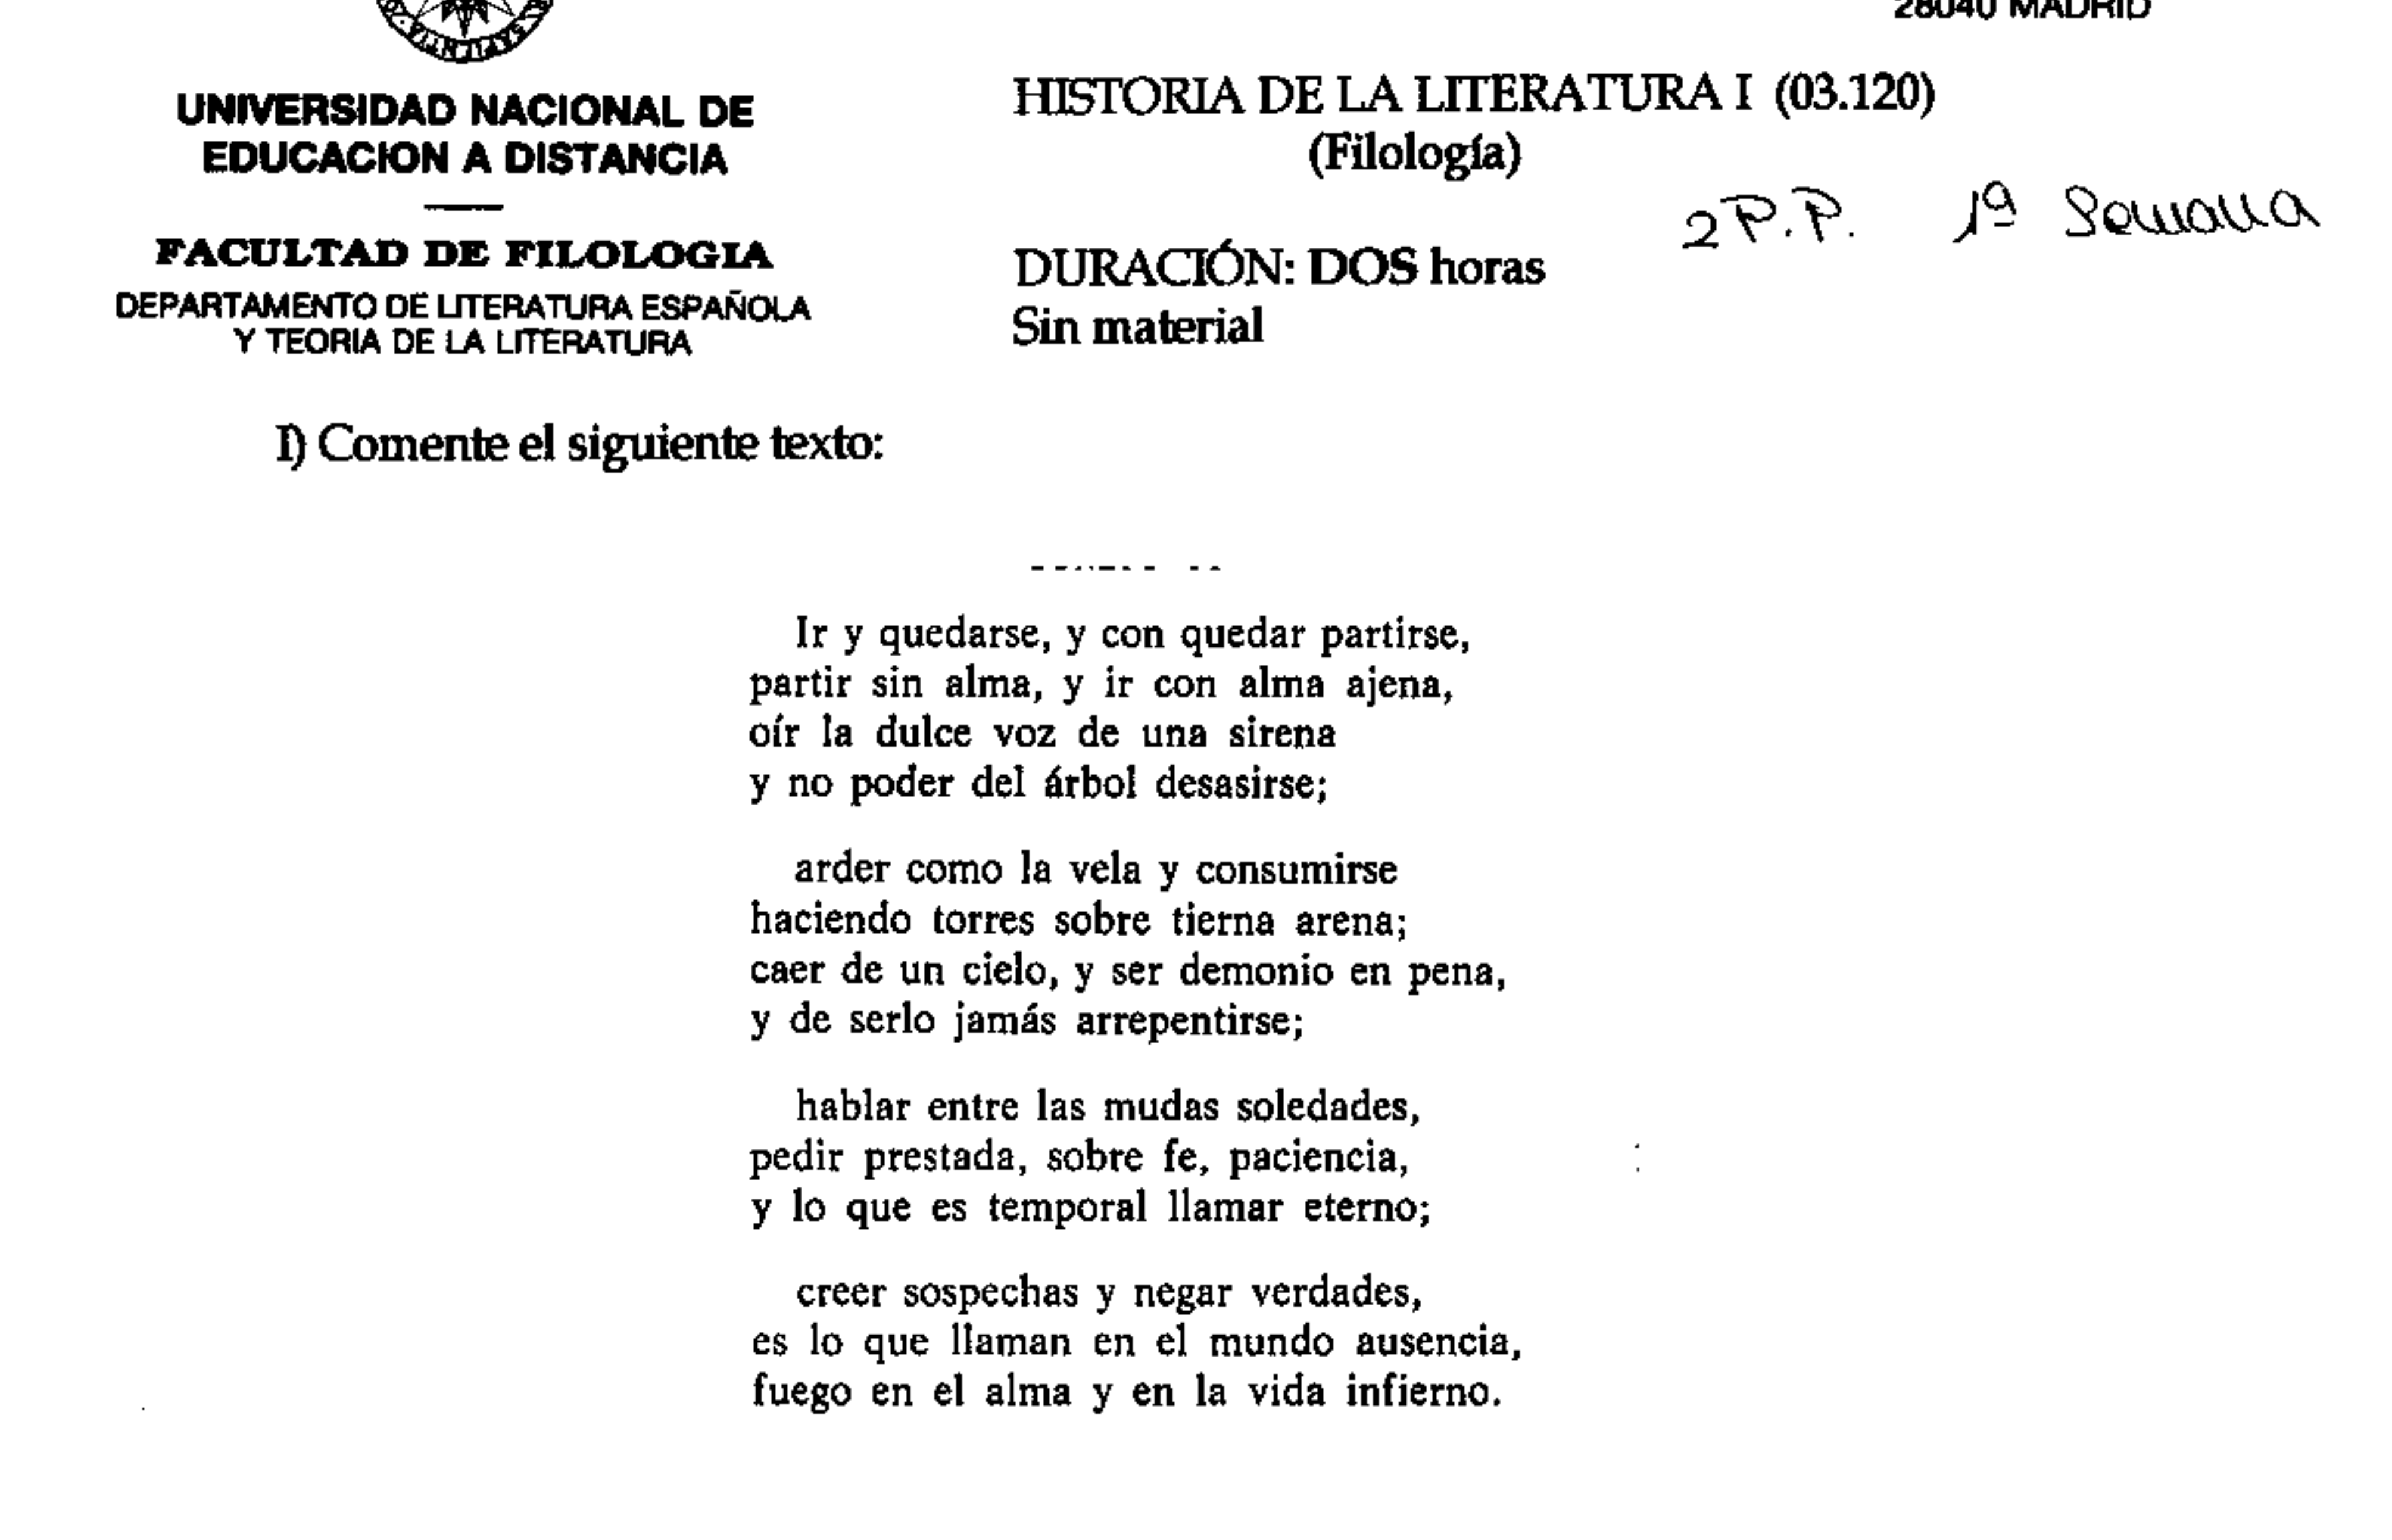 28040 MADRID
UNIVERSIDAD NACIONAL DE
EDUCACION A DISTANCIA
FACULTAD DE FILOLOGIA
DEPARTAMENTO DE LITERATURA ESPAÑOLA
Y TEORIA DE LA LITERATURA
HISTORIA DE LA LITERATURA I (03.120)
(Filología)
2 P.P. 1ª Semana
DURACIÓN: DOS horas
Sin material
I) Comente el siguiente texto:
Ir y quedarse, y con quedar partirse,
partir sin alma, y ir con alma ajena,
oír la dulce voz de una sirena
y no poder del árbol desasirse;
arder como la vela y consumirse
haciendo torres sobre tierna arena;
caer de un cielo, y ser demonio en pena,
y de serlo jamás arrepentirse;
hablar entre las mudas soledades,
pedir prestada, sobre fe, paciencia,
y lo que es temporal llamar eterno;
creer sospechas y negar verdades,
es lo que llaman en el mundo ausencia,
fuego en el alma y en la vida infierno.